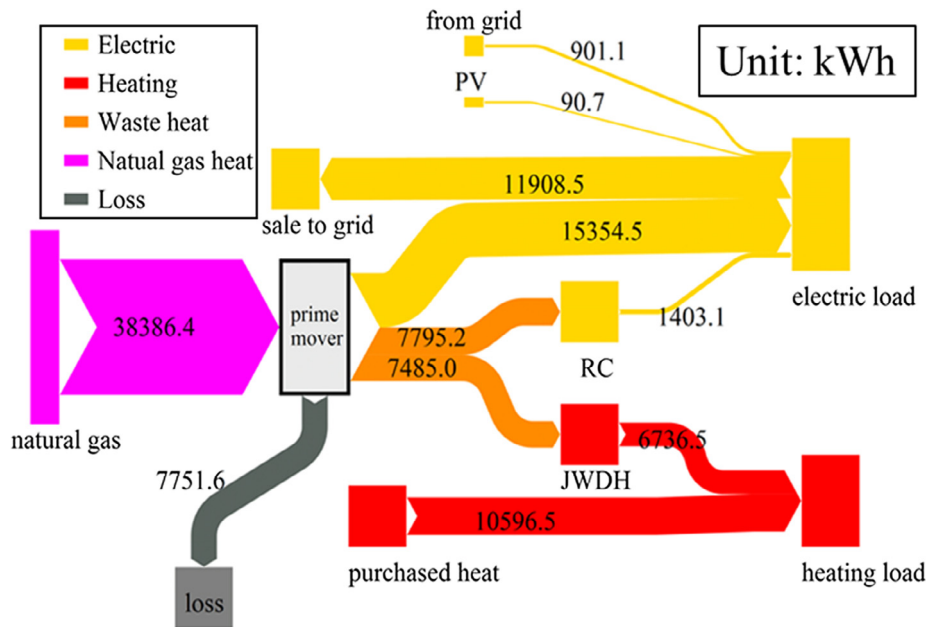 Electric
Heating
Waste heat
Natual gas heat
Loss
from grid
901.1
PV
90.7
Unit: kWh
11908.5
sale to grid
15354.5
electric load
38386.4
prime
mover
7795.2
7485.0
1403.1
RC
natural gas
7751.6
6736.5
JWDH
10596.5
purchased heat
heating load
loss